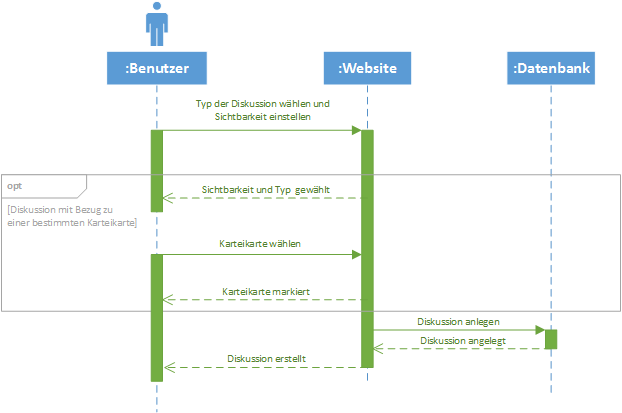 :Benutzer
:Website
:Datenbank
Typ der Diskussion wählen und
Sichtbarkeit einstellen
opt
Sichtbarkeit und Typ gewählt
[Diskussion mit Bezug zu
einer bestimmten Karteikarte]
Karteikarte wählen
Karteikarte markiert
Diskussion anlegen
Diskussion angelegt
Diskussion erstellt